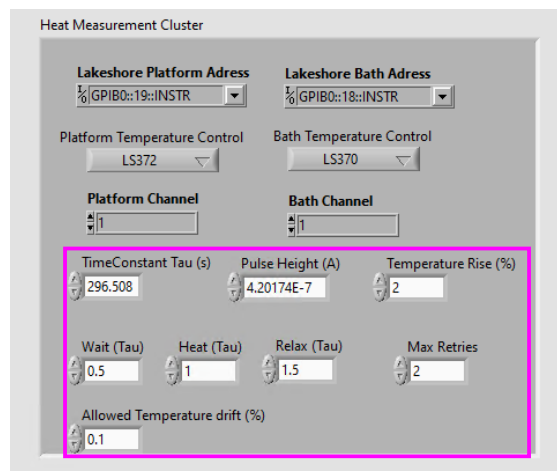 Heat Measurement Cluster
Lakeshore Platform Adress Lakeshore Bath Adress
GPIB0::19::INSTR GPIB0::18::INSTR
Platform Temperature Control Bath Temperature Control
LS372 LS370
Platform Channel Bath Channel
1 1
TimeConstant Tau (s) Pulse Height (A) Temperature Rise (%)
296.508 4.20174E-7 2
Wait (Tau) Heat (Tau) Relax (Tau) Max Retries
0.5 1 1.5 2
Allowed Temperature drift (%)
0.1